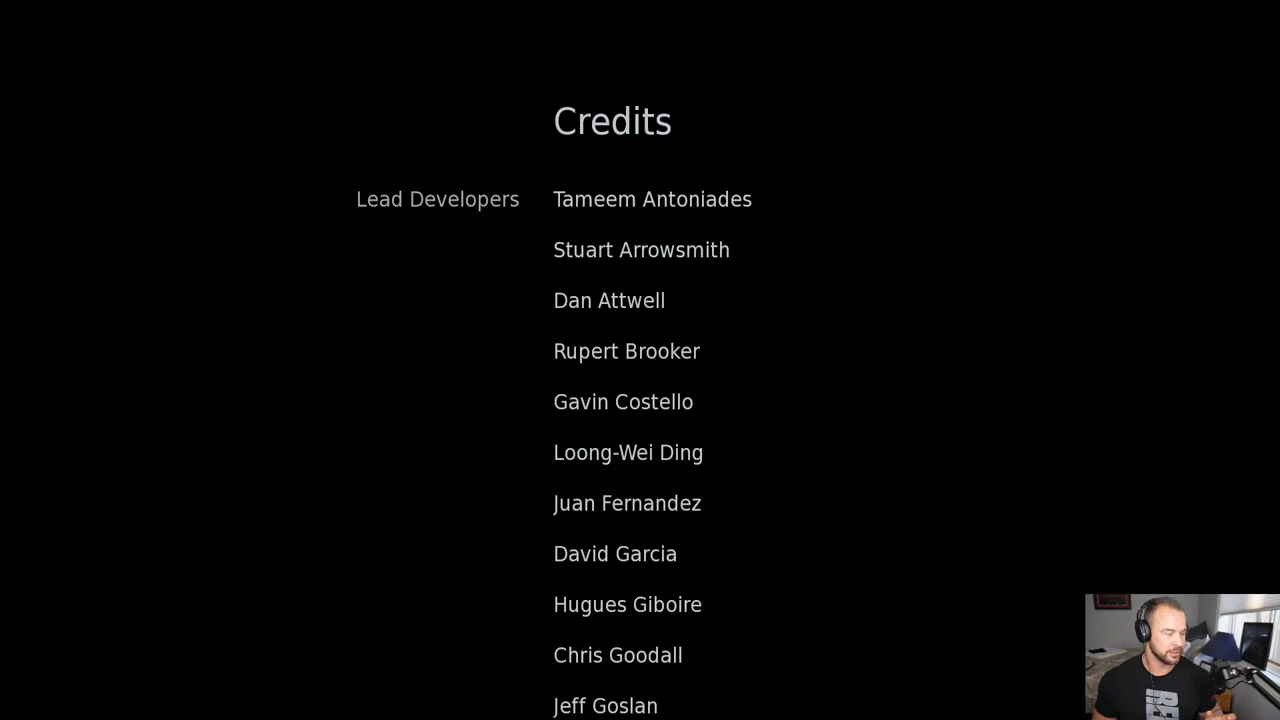 Credits
Lead Developers Tameem Antoniades
Stuart Arrowsmith
Dan Attwell
Rupert Brooker
Gavin Costello
Loong-Wei Ding
Juan Fernandez
David Garcia
Hugues Giboire
Chris Goodall
Jeff Goslan